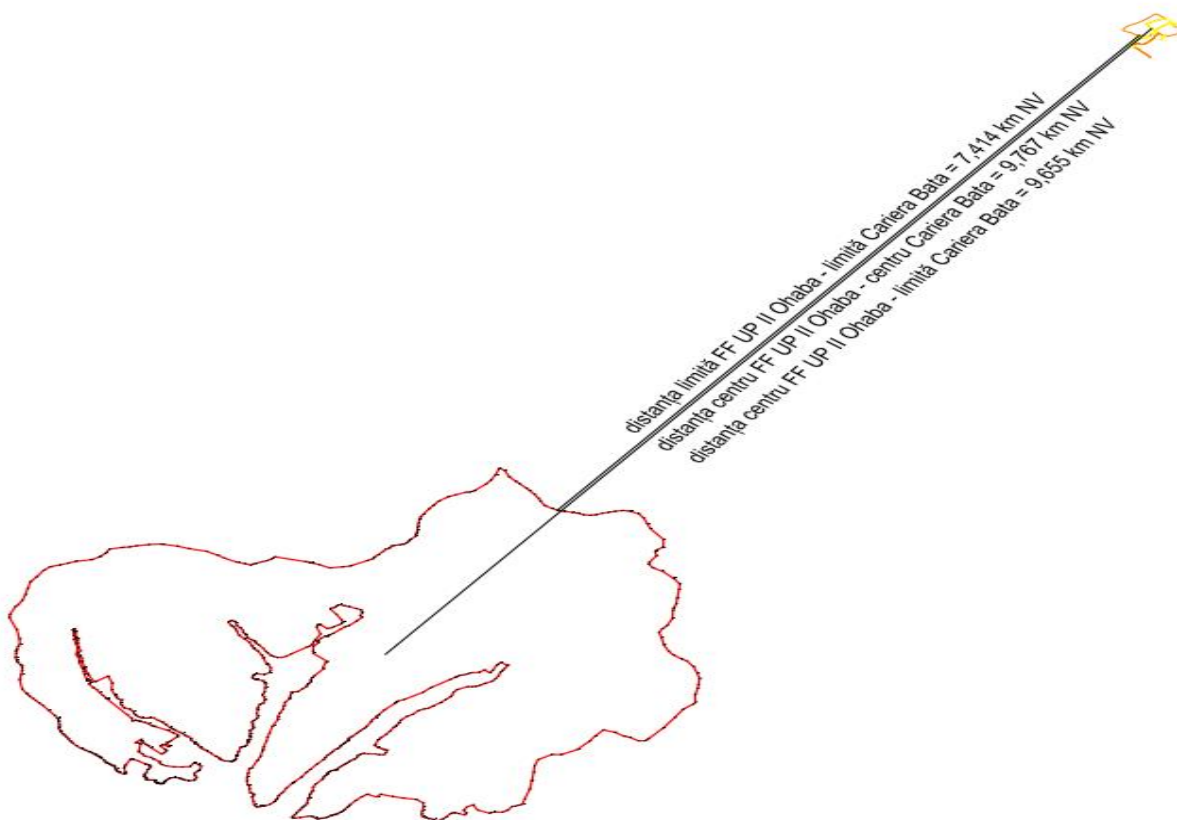 distanța limită FF UP II Ohaba - limită Cariera Bata = 7,414 km NV
distanța centru FF UP II Ohaba - centru Cariera Bata = 9,767 km NV
distanța centru FF UP II Ohaba - limită Cariera Bata = 9,655 km NV